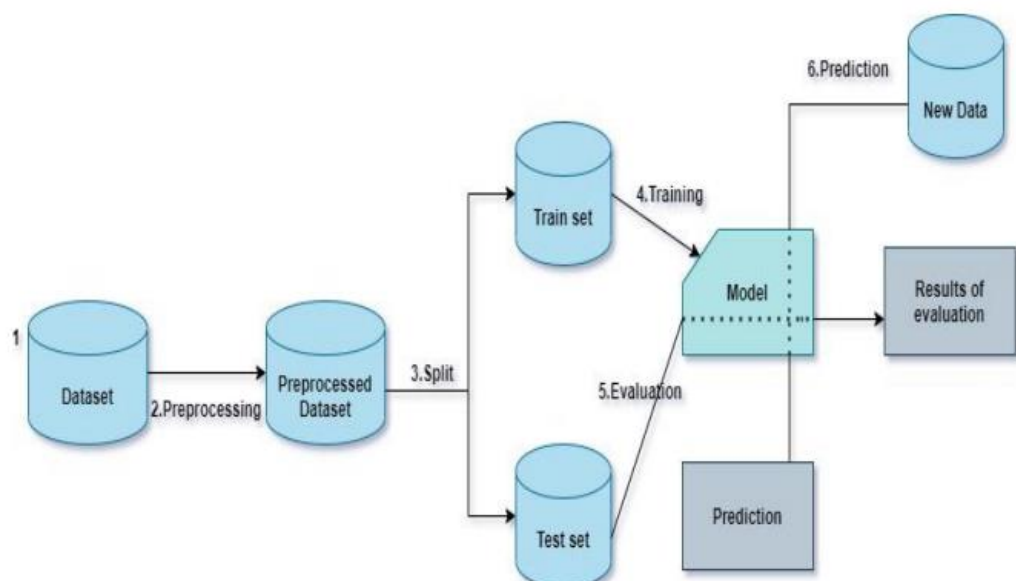 6.Prediction
New Data
Train set
4.Training
Model
Results of
evaluation
1
Dataset
2.Preprocessing
Preprocessed
Dataset
3.Split
5.Evaluation
Test set
Prediction